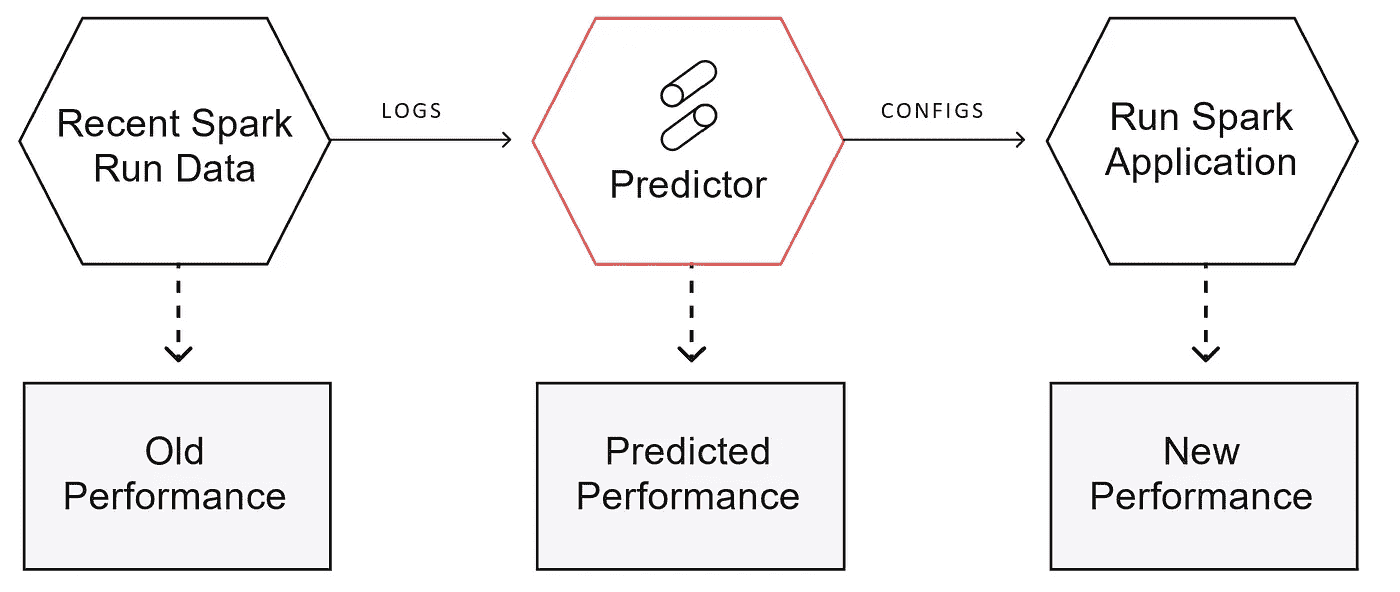 Recent Spark
Run Data
LOGS
Predictor
CONFIGS
Run Spark
Application
Old
Performance
Predicted
Performance
New
Performance